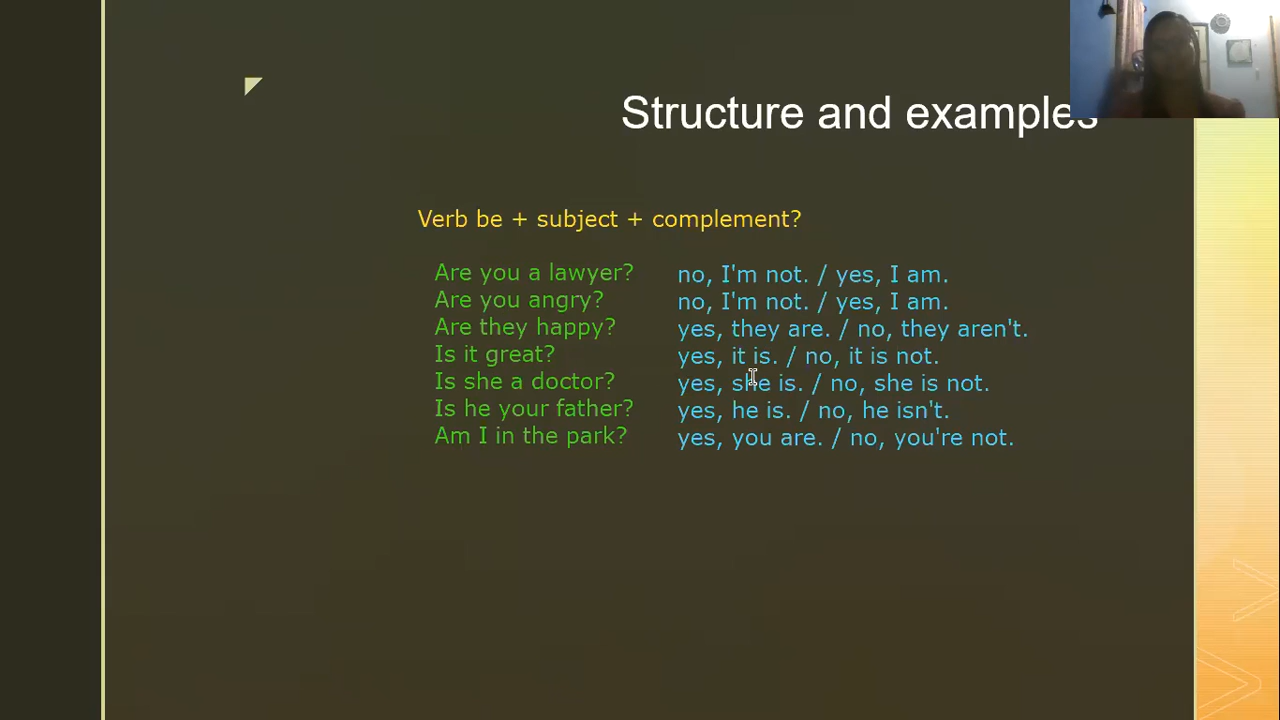 Structure and examples
Verb be + subject + complement?
Are you a lawyer? no, I'm not. / yes, I am.
Are you angry? no, I'm not. / yes, I am.
Are they happy? yes, they are. / no, they aren't.
Is it great? yes, it is. / no, it is not.
Is she a doctor? yes, she is. / no, she is not.
Is he your father? yes, he is. / no, he isn't.
Am I in the park? yes, you are. / no, you're not.